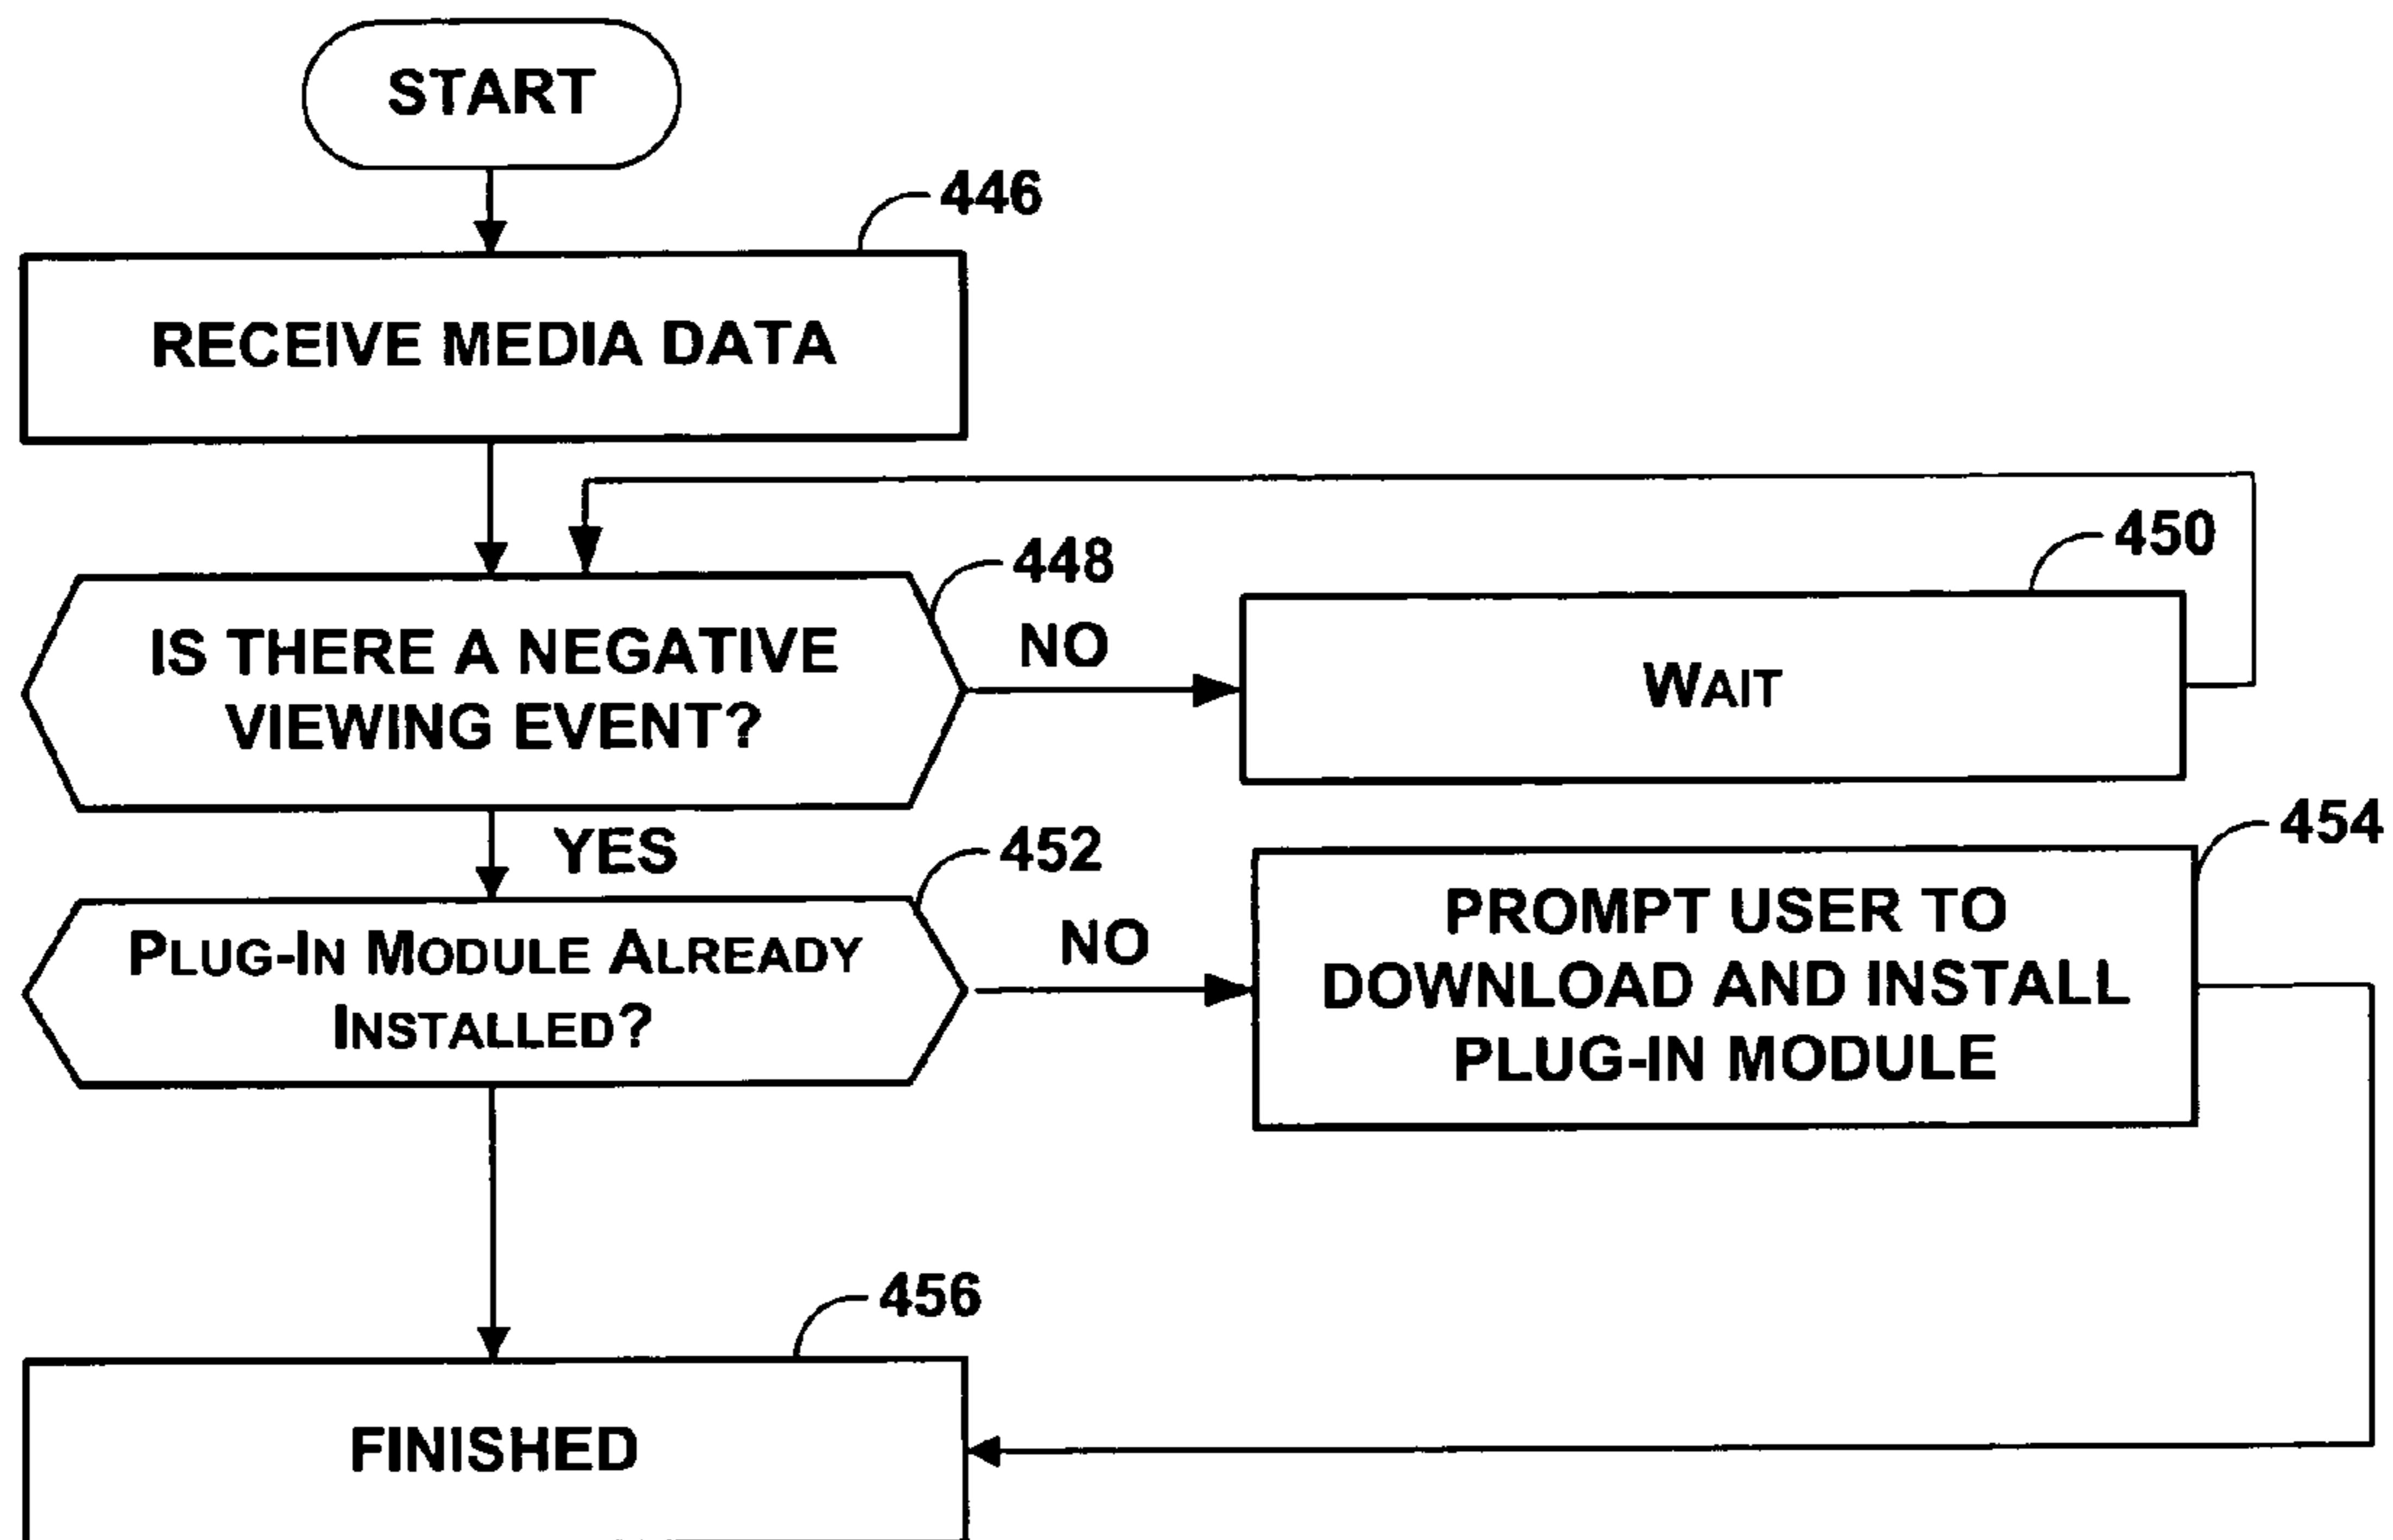 START
446
RECEIVE MEDIA DATA
448
IS THERE A NEGATIVE
VIEWING EVENT?
NO
450
WAIT
YES
452
PLUG-IN MODULE ALREADY
INSTALLED?
NO
454
PROMPT USER TO
DOWNLOAD AND INSTALL
PLUG-IN MODULE
456
FINISHED